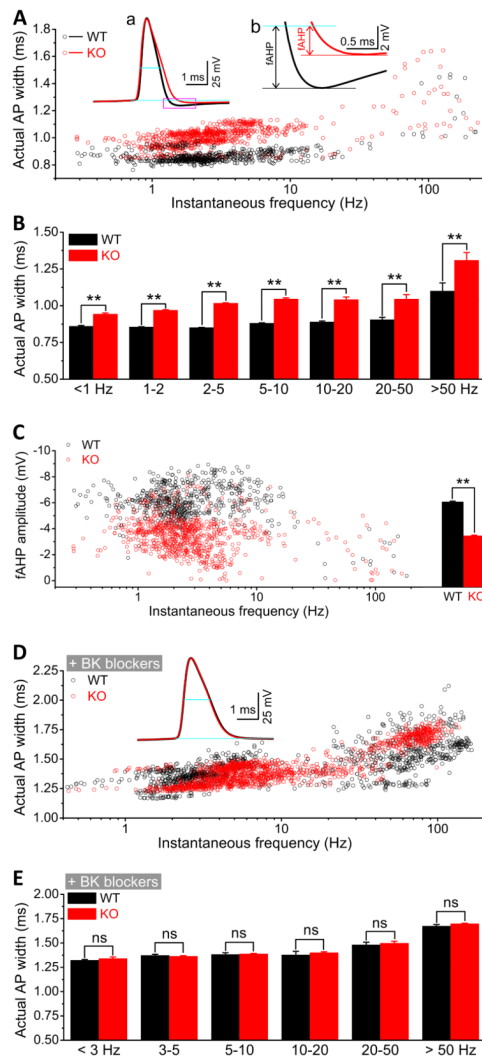 A
WT
KO
a
b
fAHP
fAHP
0.5 ms
2 mV
1 ms
25 mV
Actual AP width (ms)
1.8
1.6
1.4
1.2
1.0
0.8
1 10 100
Instantaneous frequency (Hz)
B
WT
KO
Actual AP width (ms)
1.50
1.25
1.00
0.75
0.50
** ** ** ** ** ** **
<1 Hz 1-2 2-5 5-10 10-20 20-50 >50 Hz
C
WT
KO
fAHP amplitude (mV)
-10
-8
-6
-4
-2
0
**
1 10 100
WT KO
Instantaneous frequency (Hz)
D
+ BK blockers
WT
KO
1 ms
25 mV
Actual AP width (ms)
2.25
2.00
1.75
1.50
1.25
1.00
1 10 100
Instantaneous frequency (Hz)
E
+ BK blockers
WT
KO
Actual AP width (ms)
2.00
1.75
1.50
1.25
1.00
0.75
0.50
ns ns ns ns ns ns
< 3 Hz 3-5 5-10 10-20 20-50 > 50 Hz